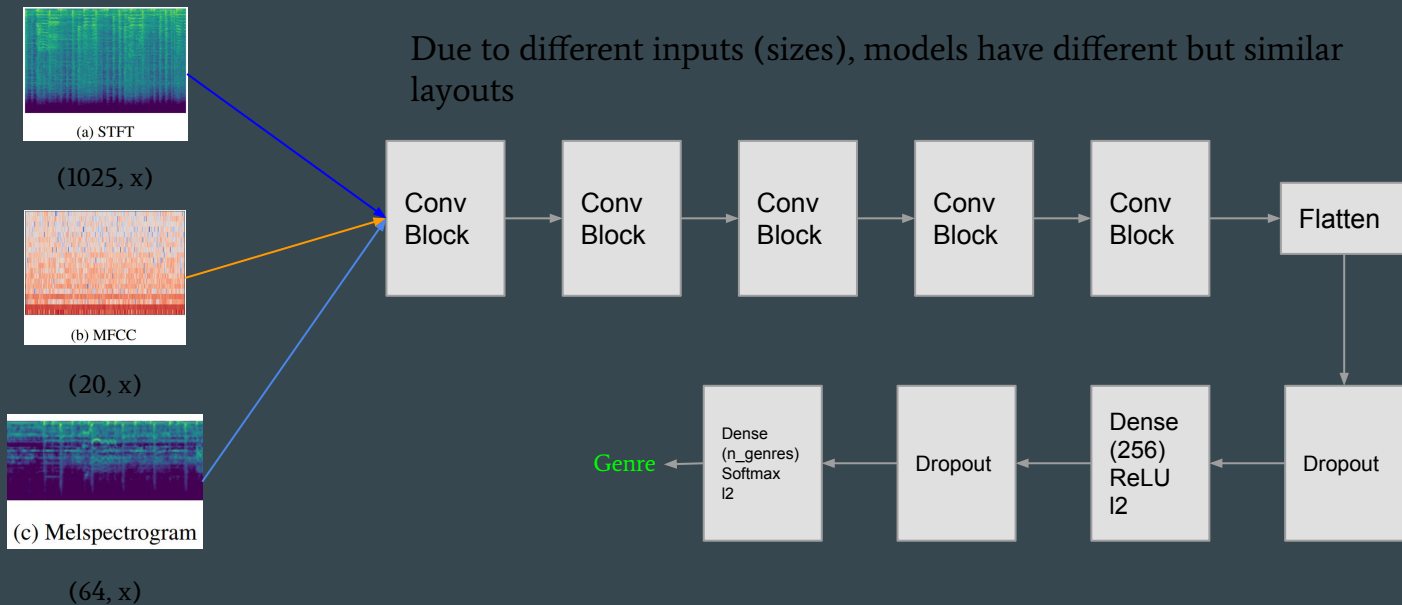 Due to different inputs (sizes), models have different but similar
layouts
(a) STFT
(1025, x)
(b) MFCC
(20, x)
(c) Melspectrogram
(64, x)
Conv
Block
Conv
Block
Conv
Block
Conv
Block
Conv
Block
Flatten
Dropout
Dense
(256)
ReLU
l2
Dropout
Dense
(n_genres)
Softmax
l2
Genre